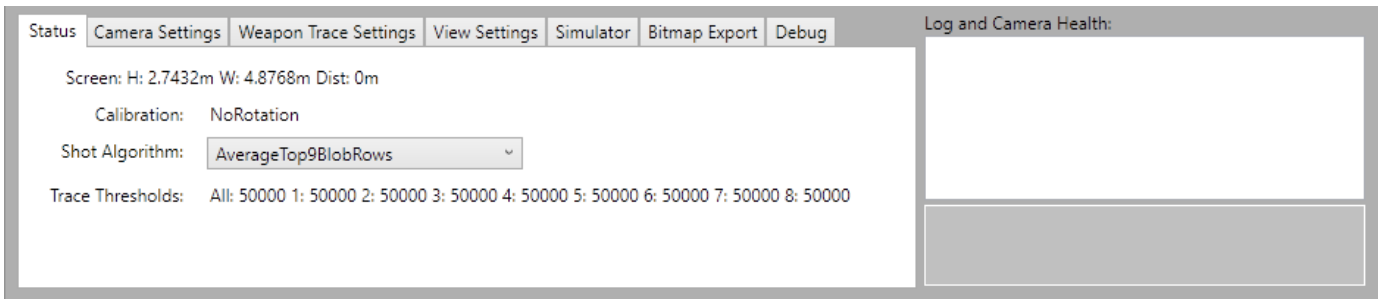 Status Camera Settings Weapon Trace Settings View Settings Simulator Bitmap Export Debug
Screen: H: 2.7432m W: 4.8768m Dist: 0m
Calibration: NoRotation
Shot Algorithm: AverageTop9BlobRows
Trace Thresholds: All: 50000 1: 50000 2: 50000 3: 50000 4: 50000 5: 50000 6: 50000 7: 50000 8: 50000
Log and Camera Health: